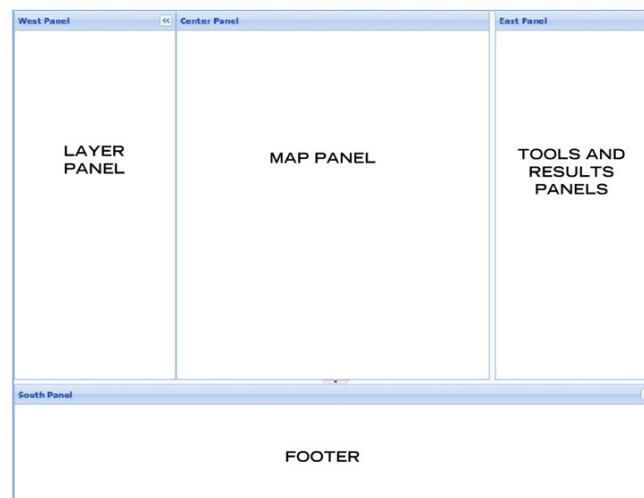 West Panel
Center Panel
East Panel
LAYER
PANEL
MAP PANEL
TOOLS AND
RESULTS
PANELS
South Panel
FOOTER